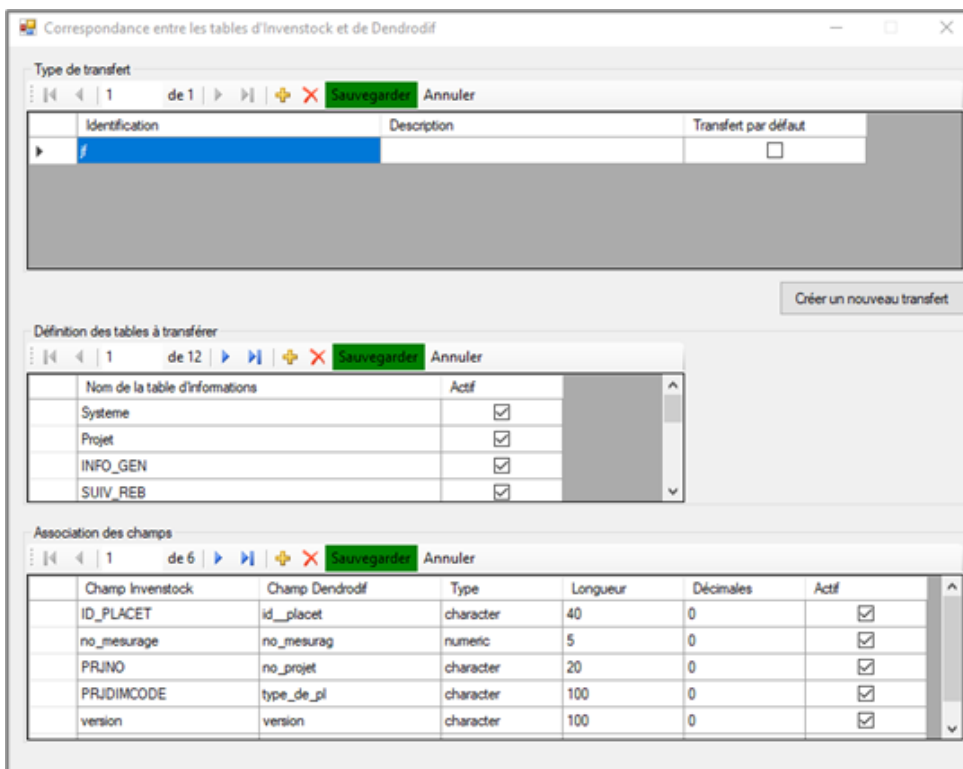 Correspondance entre les tables d'Invenstock et de Dendrodif
Type de transfert
1 de 1 Sauvegarder Annuler
Identification Description Transfert par défaut
Créer un nouveau transfert
Définition des tables à transférer
1 de 12 Sauvegarder Annuler
Nom de la table d'informations Actif
Systeme
Projet
INFO_GEN
SUIV_REB
Association des champs
1 de 6 Sauvegarder Annuler
Champ Invenstock Champ Dendrodif Type Longueur Décimales Actif
ID_PLACET id__placet character 40 0
no_mesurage no_mesurag numeric 5 0
PRJNO no_projet character 20 0
PRJDIMCODE type_de_pl character 100 0
version version character 100 0